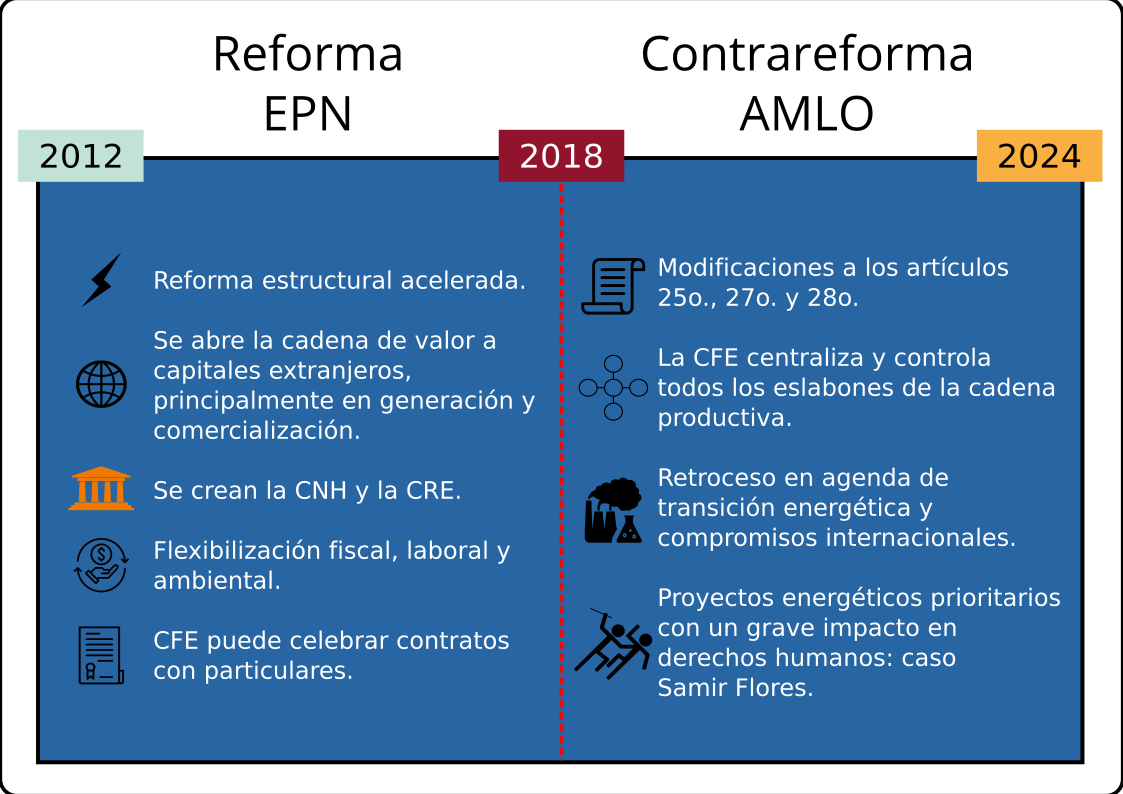 Reforma
EPN
Contrareforma
AMLO
2012
2018
2024
Reforma estructural acelerada.
Se abre la cadena de valor a
capitales extranjeros,
principalmente en generación y
comercialización.
Se crean la CNH y la CRE.
Flexibilización fiscal, laboral y
ambiental.
CFE puede celebrar contratos
con particulares.
Modificaciones a los artículos
25o., 27o. y 28o.
La CFE centraliza y controla
todos los eslabones de la cadena
productiva.
Retroceso en agenda de
transición energética y
compromisos internacionales.
Proyectos energéticos prioritarios
con un grave impacto en
derechos humanos: caso
Samir Flores.